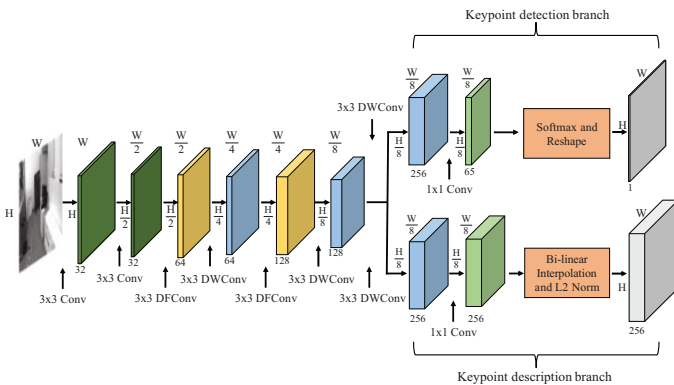 Keypoint detection branch
W
8
W
8
W
3x3 DWConv
W
W
W
2
W
2
W
4
W
4
W
8
H
8
H
8
Softmax and
Reshape
H
256
65
1x1 Conv
1
H
H
H
2
H
2
H
4
H
4
H
8
W
8
W
8
W
32
32
64
64
128
128
H
8
H
8
Bi-linear
Interpolation
and L2 Norm
H
3x3 Conv
3x3 Conv
3x3 DFConv
3x3 DWConv
3x3 DFConv
3x3 DWConv
3x3 DWConv
256
256
1x1 Conv
256
Keypoint description branch